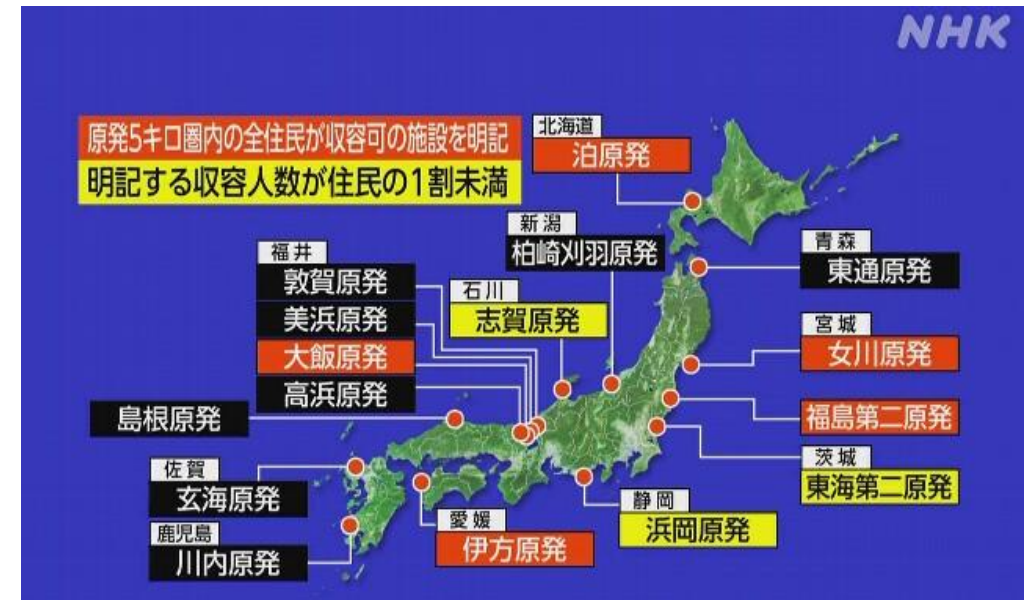 NHK
原発5キロ圏内の全住民が収容可の施設を明記
明記する収容人数が住民の1割未満
北海道
泊原発
新潟
柏崎刈羽原発
青森
東通原発
福井
敦賀原発
美浜原発
大飯原発
高浜原発
石川
志賀原発
宮城
女川原発
福島第二原発
島根原発
茨城
東海第二原発
佐賀
玄海原発
静岡
浜岡原発
愛媛
伊方原発
鹿児島
川内原発